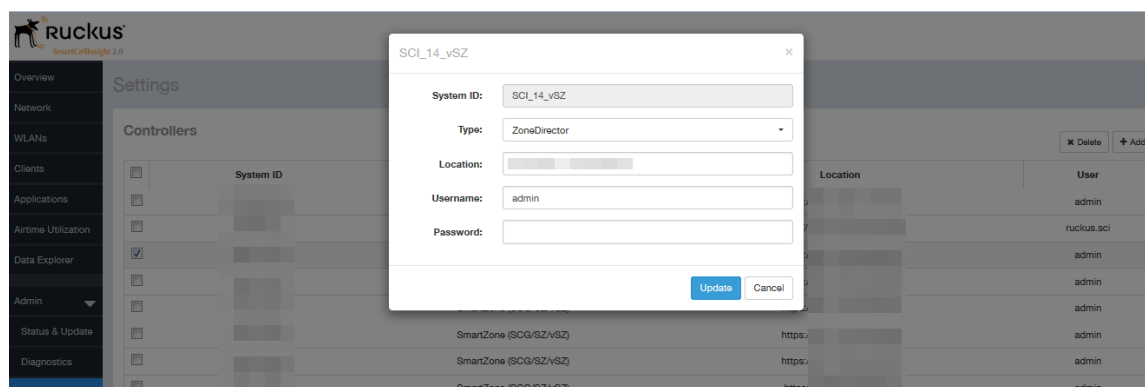 RUCKUS
SmartCellInsight 2.0
SCI_14_vSZ
×
Overview
Settings
System ID: SCI_14_vSZ
Network
Type: ZoneDirector
WLANs
Controllers
Delete Add
Location:
Clients
System ID Location User
Username: admin
Applications
admin
Airtime Utilization
Password:
ruckus.sci
Data Explorer
admin
Update Cancel
admin
Admin
admin
Status & Update
SmartZone (SCG/SZ/vSZ) https:/ admin
Diagnostics
SmartZone (SCG/SZ/vSZ) https:/ admin